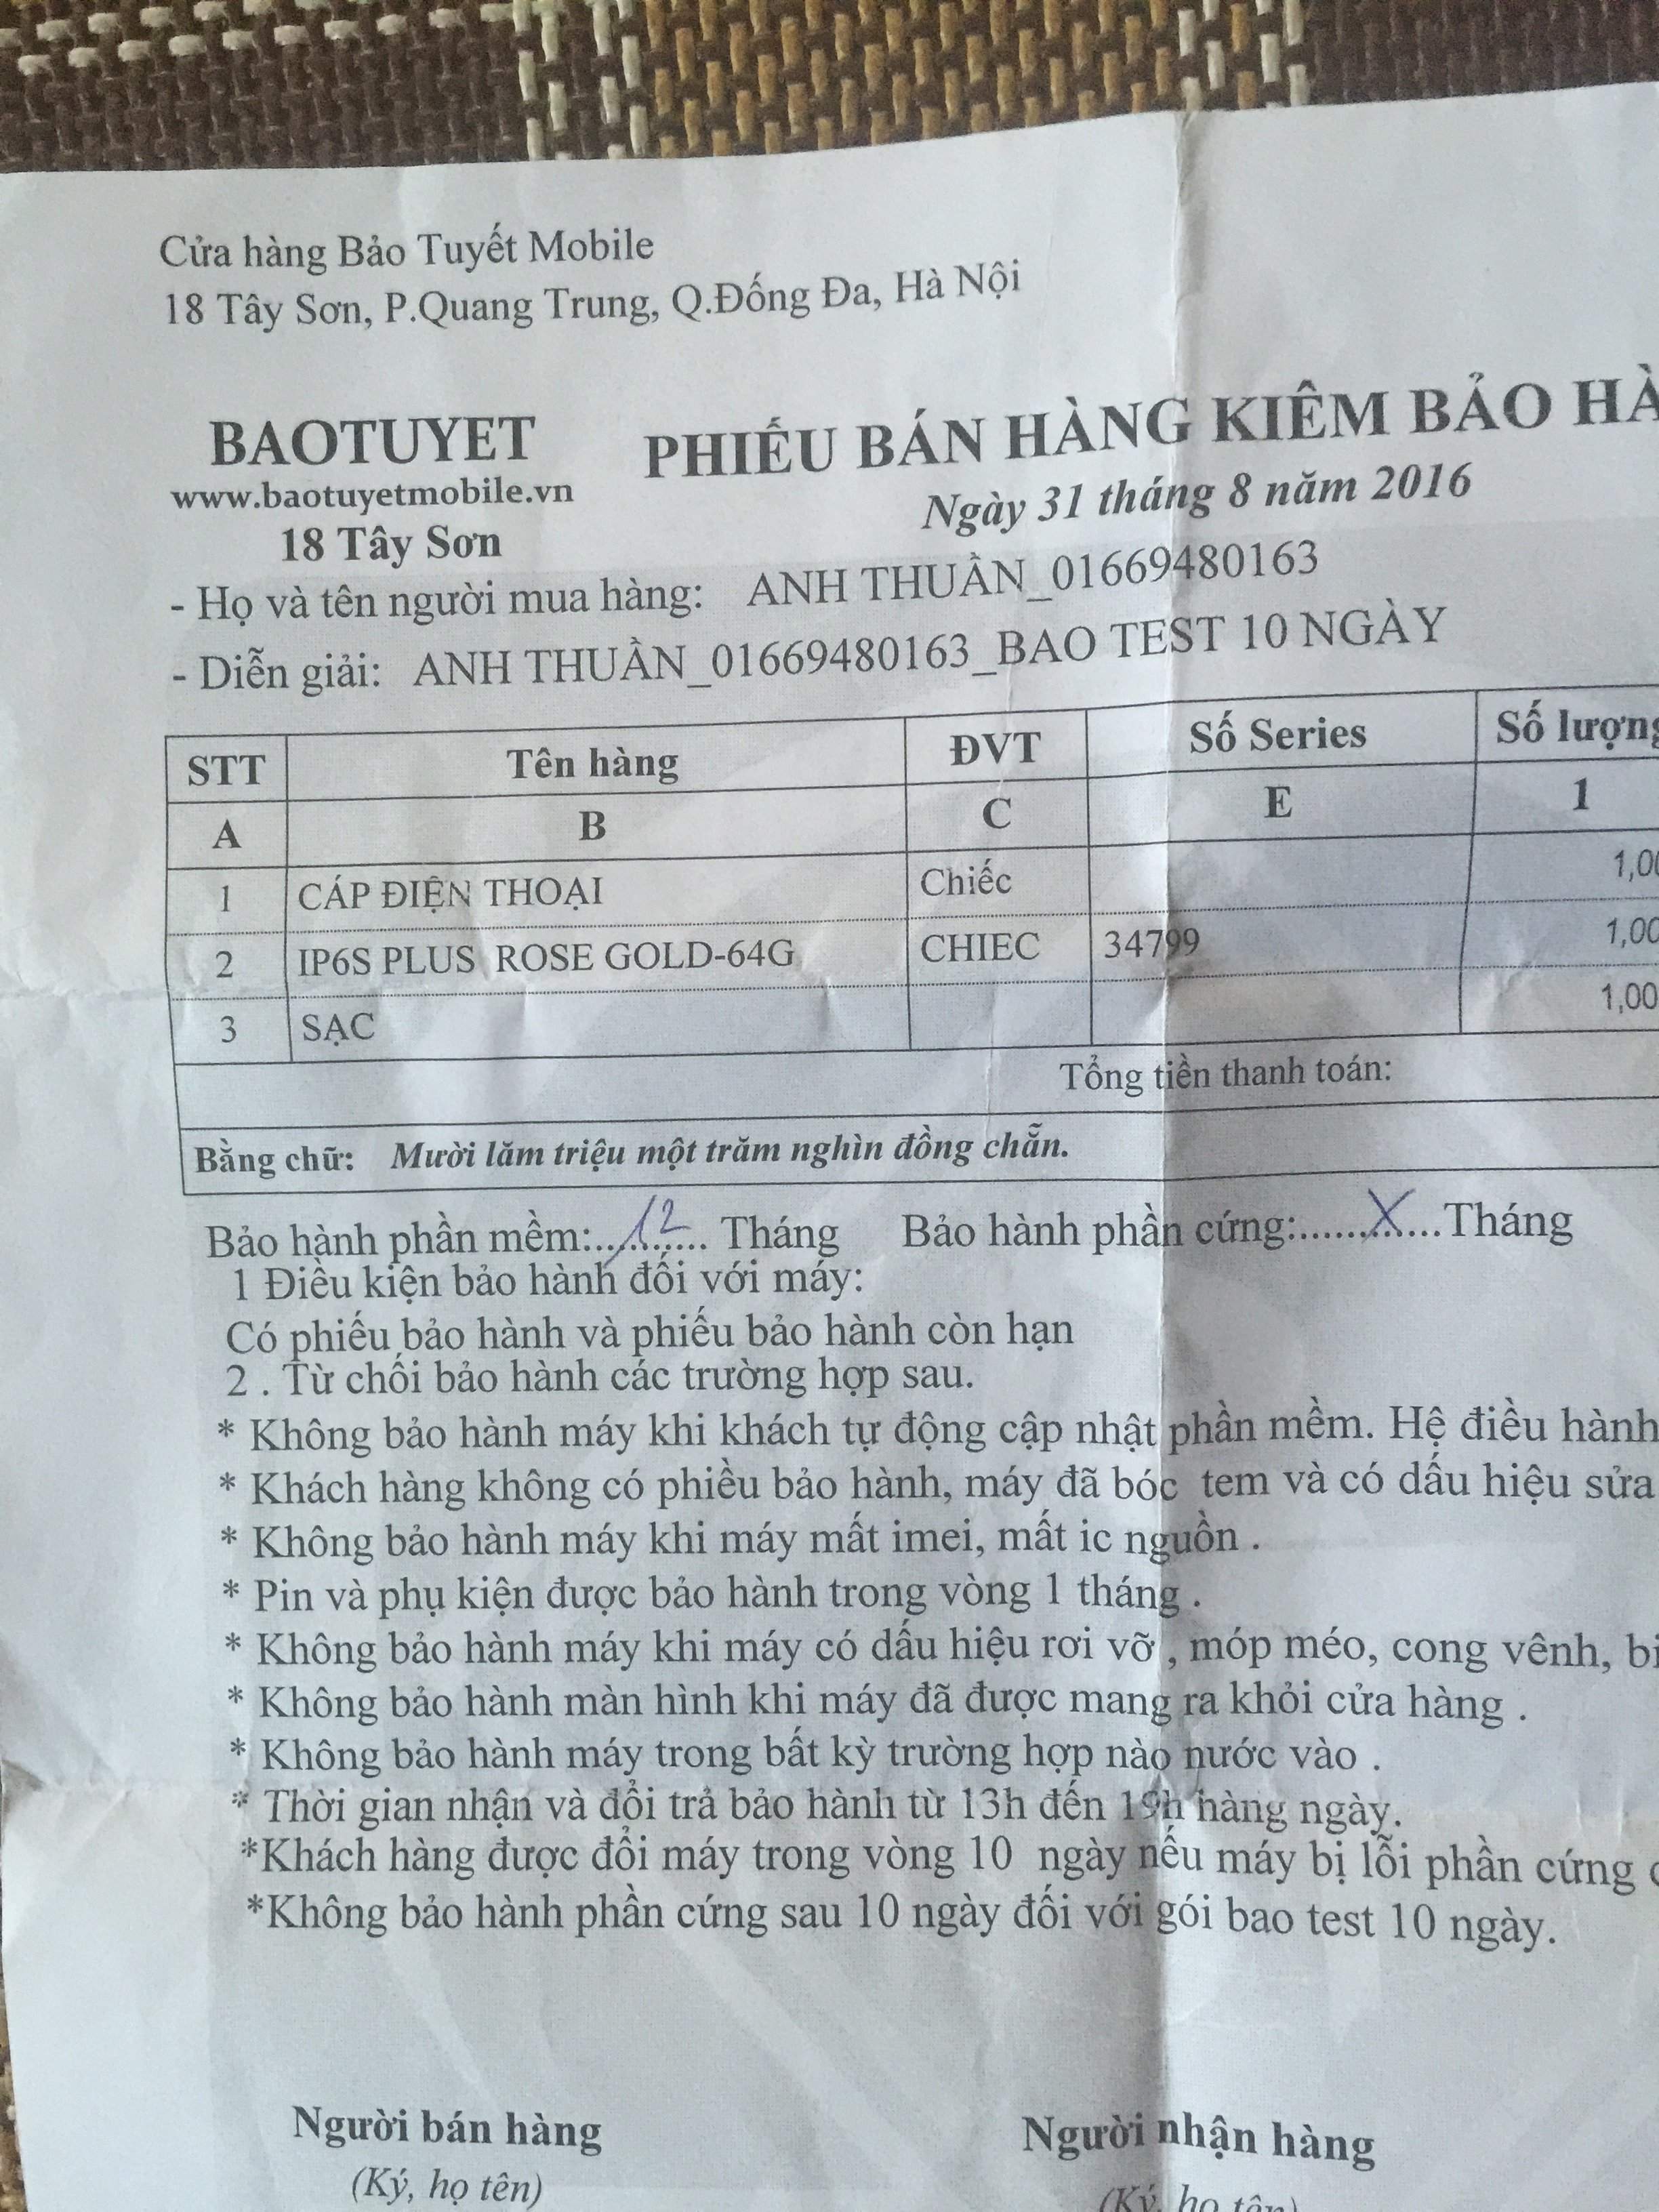 Cửa hàng Bảo Tuyết Mobile
18 Tây Sơn, P.Quang Trung, Q.Đống Đa, Hà Nội
BAOTUYET
PHIẾU BÁN HÀNG KIÊM BẢO HÀ
www.baotuyetmobile.vn
Ngày 31 tháng 8 năm 2016
18 Tây Sơn
- Họ và tên người mua hàng: ANH THUẦN_01669480163
- Diễn giải: ANH THUẦN_01669480163_BAO TEST 10 NGÀY
STT Tên hàng ĐVT Số Series Số lượng
A B C E 1
1 CÁP ĐIỆN THOẠI Chiếc 1,00
2 IP6S PLUS ROSE GOLD-64G CHIEC 34799 1,00
3 SẠC 1,00
Tổng tiền thanh toán:
Bằng chữ: Mười lăm triệu một trăm nghìn đồng chẵn.
Bảo hành phần mềm:....12.... Tháng Bảo hành phần cứng:.......X....Tháng
1 Điều kiện bảo hành đối với máy:
Có phiếu bảo hành và phiếu bảo hành còn hạn
2 . Từ chối bảo hành các trường hợp sau.
* Không bảo hành máy khi khách tự động cập nhật phần mềm. Hệ điều hành
* Khách hàng không có phiều bảo hành, máy đã bóc tem và có dấu hiệu sửa
* Không bảo hành máy khi máy mất imei, mất ic nguồn .
* Pin và phụ kiện được bảo hành trong vòng 1 tháng .
* Không bảo hành máy khi máy có dấu hiệu rơi vỡ , móp méo, cong vênh, bị
* Không bảo hành màn hình khi máy đã được mang ra khỏi cửa hàng .
* Không bảo hành máy trong bất kỳ trường hợp nào nước vào .
* Thời gian nhận và đổi trả bảo hành từ 13h đến 19h hàng ngày.
*Khách hàng được đổi máy trong vòng 10 ngày nếu máy bị lỗi phần cứng
*Không bảo hành phần cứng sau 10 ngày đối với gói bao test 10 ngày.
Người bán hàng Người nhận hàng
(Ký, họ tên) (Ký, họ tên)